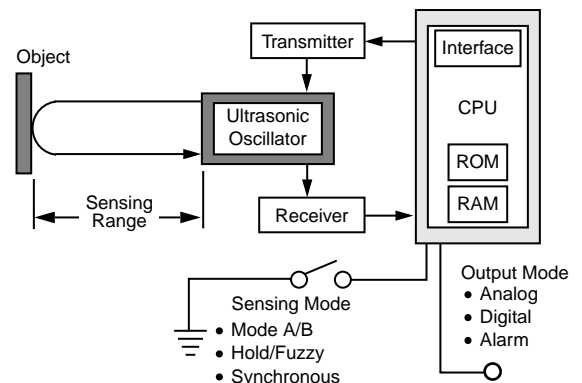 Transmitter
Interface
Object
CPU
Ultrasonic
Oscillator
ROM
Sensing
Range
RAM
Receiver
Output Mode
• Analog
• Digital
• Alarm
Sensing Mode
• Mode A/B
• Hold/Fuzzy
• Synchronous